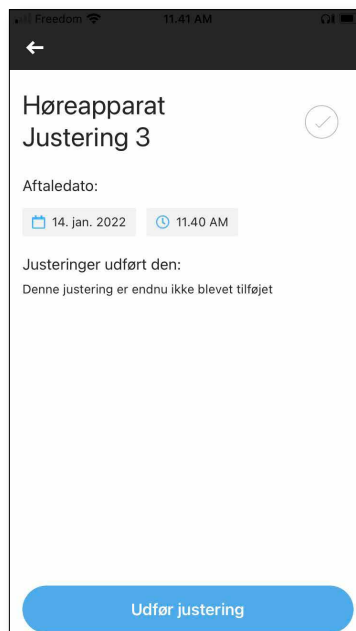 Freedom 11.41 AM
Høreapparat
Justering 3
Aftaledato:
14. jan. 2022 11.40 AM
Justeringer udført den:
Denne justering er endnu ikke blevet tilføjet
Udfør justering